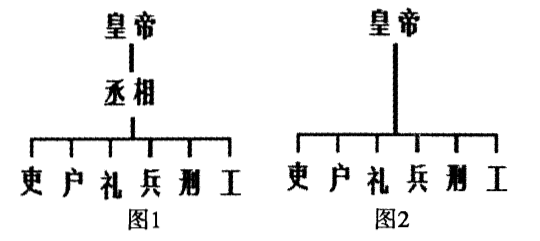 皇帝
丞相
吏 户 礼 兵 刑 工
图1
皇帝
吏 户 礼 兵 刑 工
图2